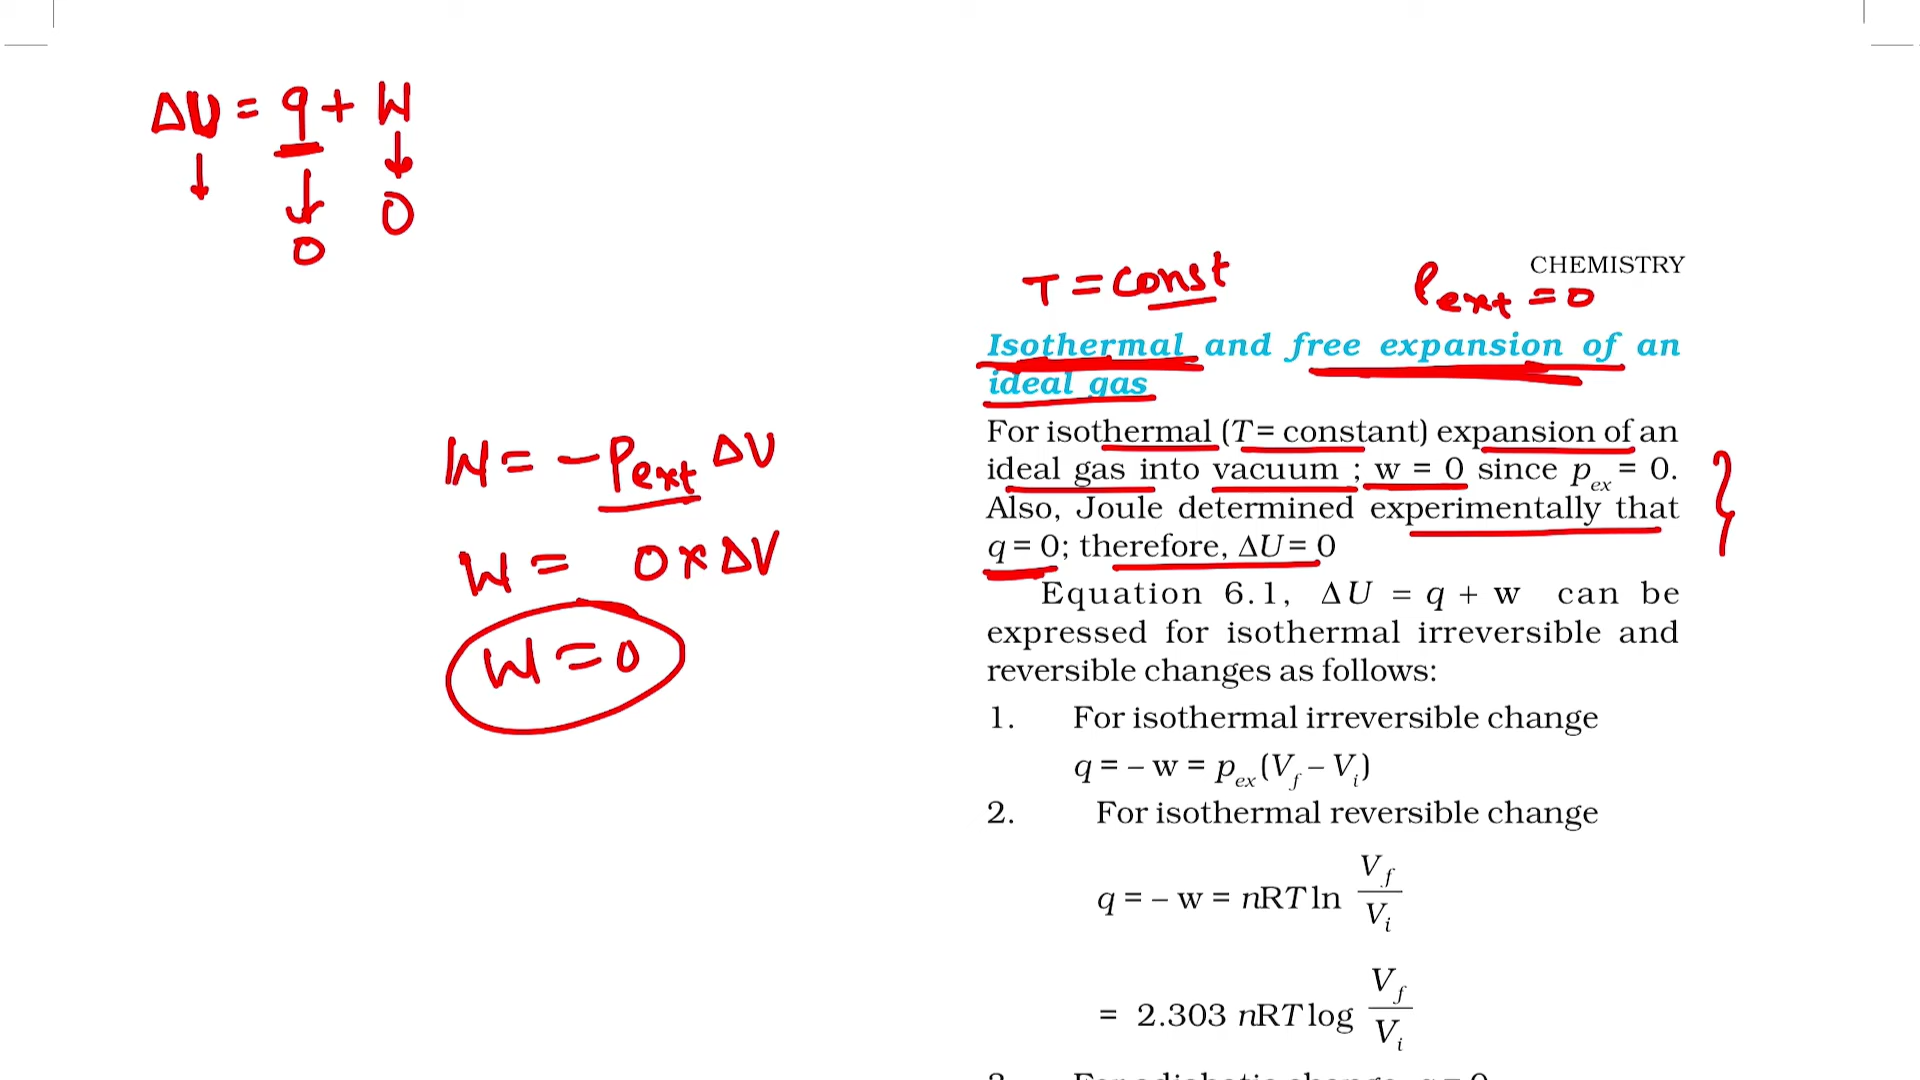 ΔU = q + W
↓ ↓ ↓
0 0
W = -Pext ΔV
W = 0 × ΔV
W = 0
CHEMISTRY
T = const Pext = 0
Isothermal and free expansion of an
ideal gas
For isothermal (T = constant) expansion of an
ideal gas into vacuum ; w = 0 since pex = 0.
Also, Joule determined experimentally that
q = 0; therefore, ΔU = 0
Equation 6.1, ΔU = q + w can be
expressed for isothermal irreversible and
reversible changes as follows:
1. For isothermal irreversible change
q = – w = pex (Vf – Vi)
2. For isothermal reversible change
q = – w = nRT ln Vf/Vi
= 2.303 nRT log Vf/Vi